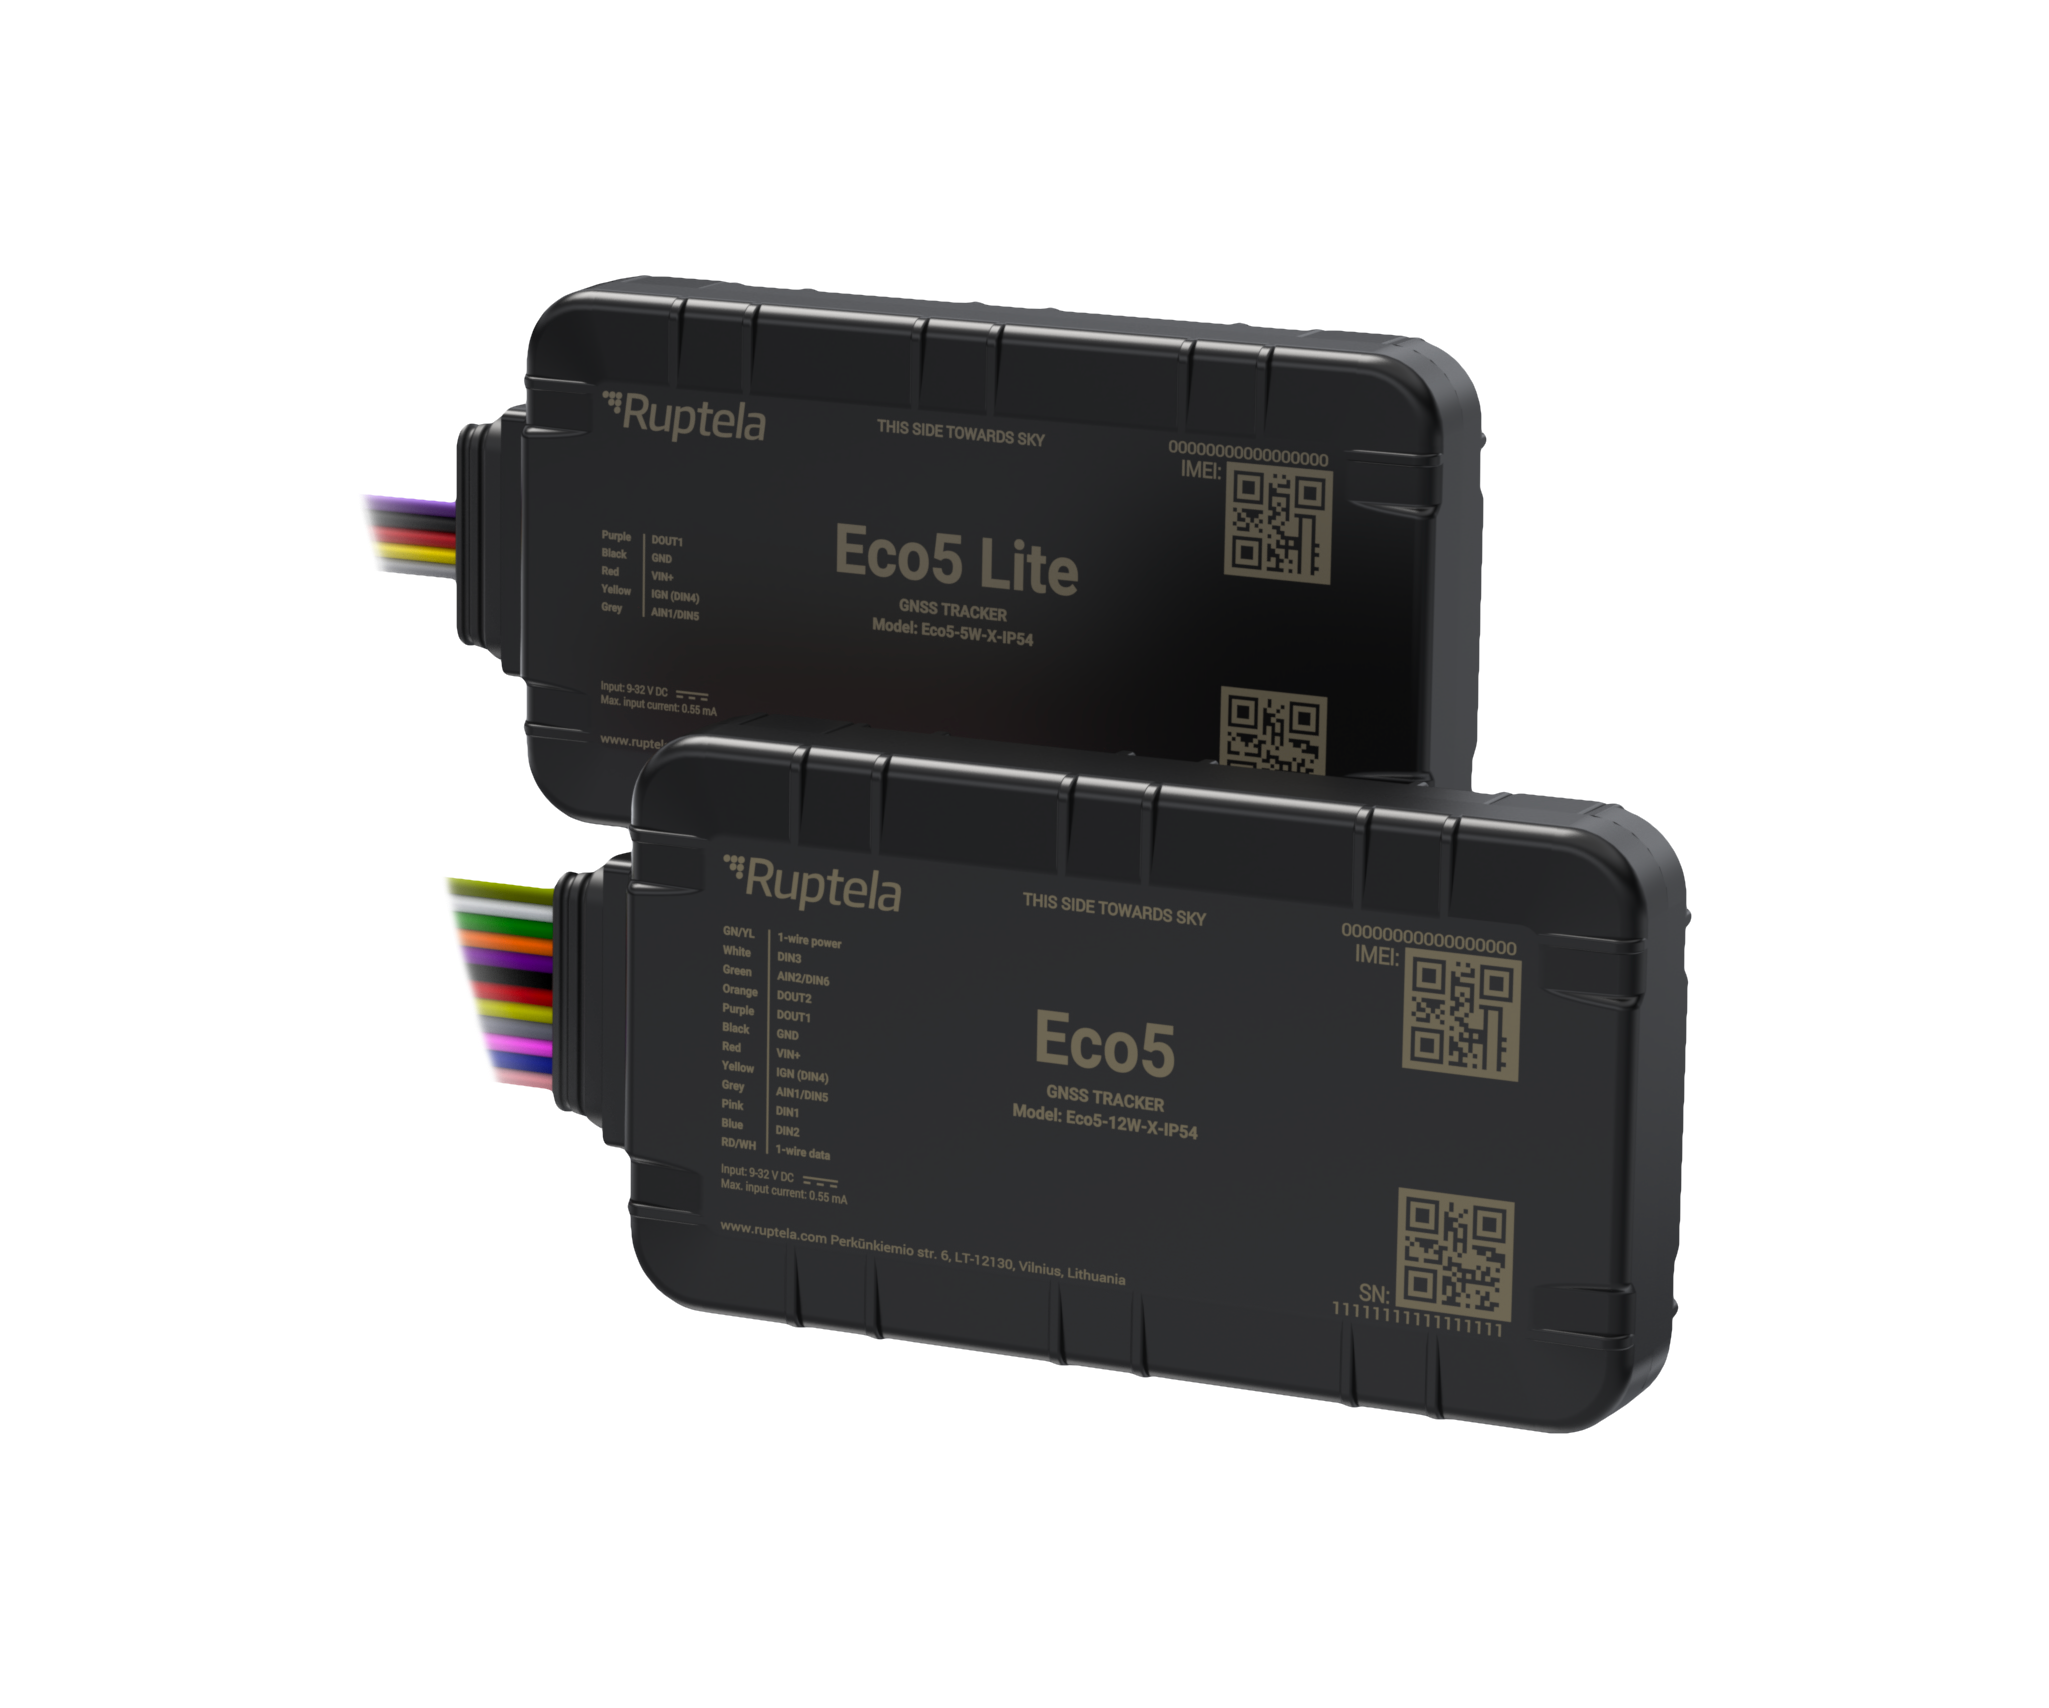 Ruptela
THIS SIDE TOWARDS SKY
00000000000000000
IMEI:
Purple DOUT1
Black GND
Red VIN+
Yellow IGN (DIN4)
Grey AIN1/DIN5
Eco5 Lite
GNSS TRACKER
Model: Eco5-5W-X-IP54
Input: 9-32 V DC
Max. input current: 0.55 mA
www.ruptela
Ruptela
THIS SIDE TOWARDS SKY
00000000000000000
IMEI:
GN/YL 1-wire power
White DIN3
Green AIN2/DIN6
Orange DOUT2
Purple DOUT1
Black GND
Red VIN+
Yellow IGN (DIN4)
Grey AIN1/DIN5
Pink DIN1
Blue DIN2
RD/WH 1-wire data
Eco5
GNSS TRACKER
Model: Eco5-12W-X-IP54
Input: 9-32 V DC
Max. input current: 0.55 mA
www.ruptela.com Perkūnkiemio str. 6, LT-12130, Vilnius, Lithuania
SN:
11111111111111111